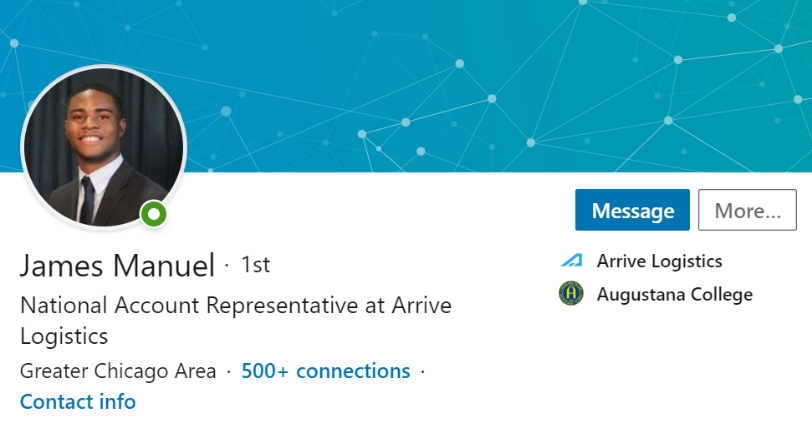 Message
More...
James Manuel · 1st
Arrive Logistics
Augustana College
National Account Representative at Arrive
Logistics
Greater Chicago Area · 500+ connections ·
Contact info